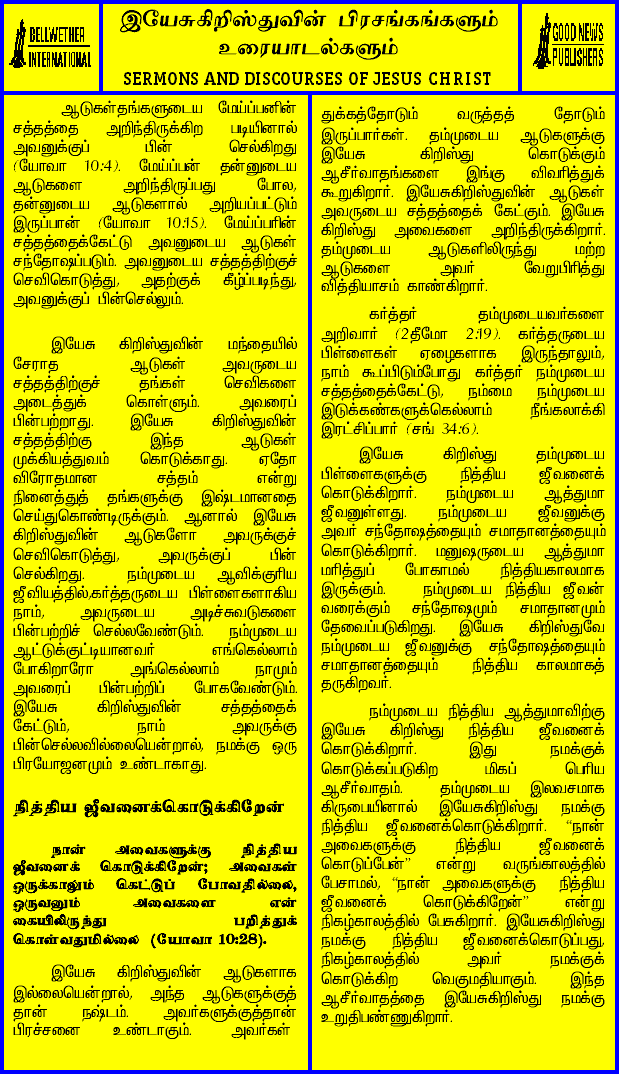 BELLWETHER
INTERNATIONAL
இயேசுகிறிஸ்துவின் பிரசங்கங்களும்
உரையாடல்களும்
SERMONS AND DISCOURSES OF JESUS CHRIST
GOOD NEWS
PUBLISHERS
ஆடுகள்தங்களுடைய மேய்ப்பனின்
சத்தத்தை அறிந்திருக்கிற படியினால்
அவனுக்குப் பின் செல்கிறது
(யோவா 10:4). மேய்ப்பன் தன்னுடைய
ஆடுகளை அறிந்திருப்பது போல,
தன்னுடைய ஆடுகளால் அறியப்பட்டும்
இருப்பான் (யோவா 10:15). மேய்ப்பரின்
சத்தத்தைக்கேட்டு அவனுடைய ஆடுகள்
சந்தோஷப்படும். அவனுடைய சத்தத்திற்குச்
செவிகொடுத்து, அதற்குக் கீழ்ப்படிந்து,
அவனுக்குப் பின்செல்லும்.
இயேசு கிறிஸ்துவின் மந்தையில்
சேராத ஆடுகள் அவருடைய
சத்தத்திற்குச் தங்கள் செவிகளை
அடைத்துக் கொள்ளும். அவரைப்
பின்பற்றாது. இயேசு கிறிஸ்துவின்
சத்தத்திற்கு இந்த ஆடுகள்
முக்கியத்துவம் கொடுக்காது. ஏதோ
விரோதமான சத்தம் என்று
நினைத்துத் தங்களுக்கு இஷ்டமானதை
செய்துகொண்டிருக்கும். ஆனால் இயேசு
கிறிஸ்துவின் ஆடுகளோ அவருக்குச்
செவிகொடுத்து, அவருக்குப் பின்
செல்கிறது. நம்முடைய ஆவிக்குரிய
ஜீவியத்தில்,கர்த்தருடைய பிள்ளைகளாகிய
நாம், அவருடைய அடிச்சுவடுகளை
பின்பற்றிச் செல்லவேண்டும். நம்முடைய
ஆட்டுக்குட்டியானவர் எங்கெல்லாம்
போகிறாரோ அங்கெல்லாம் நாமும்
அவரைப் பின்பற்றிப் போகவேண்டும்.
இயேசு கிறிஸ்துவின் சத்தத்தைக்
கேட்டும், நாம் அவருக்கு
பின்செல்லவில்லையென்றால், நமக்கு ஒரு
பிரயோஜனமும் உண்டாகாது.
நித்திய ஜீவனைக்கொடுக்கிறேன்
நான் அவைகளுக்கு நித்திய
ஜீவனைக் கொடுக்கிறேன்; அவைகள்
ஒருக்காலும் கெட்டுப் போவதில்லை,
ஒருவனும் அவைகளை என்
கையிலிருந்து பறித்துக்
கொள்வதுமில்லை (யோவா 10:28).
இயேசு கிறிஸ்துவின் ஆடுகளாக
இல்லையென்றால், அந்த ஆடுகளுக்குத்
தான் நஷ்டம். அவர்களுக்குத்தான்
பிரச்சனை உண்டாகும். அவர்கள்
துக்கத்தோடும் வருத்தத் தோடும்
இருப்பார்கள். தம்முடைய ஆடுகளுக்கு
இயேசு கிறிஸ்து கொடுக்கும்
ஆசீர்வாதங்களை இங்கு விவரித்துக்
கூறுகிறார். இயேசுகிறிஸ்துவின் ஆடுகள்
அவருடைய சத்தத்தைக் கேட்கும். இயேசு
கிறிஸ்து அவைகளை அறிந்திருக்கிறார்.
தம்முடைய ஆடுகளிலிருந்து மற்ற
ஆடுகளை அவர் வேறுபிரித்து
வித்தியாசம் காண்கிறார்.
கர்த்தர் தம்முடையவர்களை
அறிவார் (2தீமோ 2:19). கர்த்தருடைய
பிள்ளைகள் ஏழைகளாக இருந்தாலும்,
நாம் கூப்பிடும்போது கர்த்தர் நம்முடைய
சத்தத்தைக்கேட்டு, நம்மை நம்முடைய
இடுக்கண்களுக்கெல்லாம் நீங்கலாக்கி
இரட்சிப்பார் (சங் 34:6).
இயேசு கிறிஸ்து தம்முடைய
பிள்ளைகளுக்கு நித்திய ஜீவனைக்
கொடுக்கிறார். நம்முடைய ஆத்துமா
ஜீவனுள்ளது. நம்முடைய ஜீவனுக்கு
அவர் சந்தோஷத்தையும் சமாதானத்தையும்
கொடுக்கிறார். மனுஷருடைய ஆத்துமா
மரித்துப் போகாமல் நித்தியகாலமாக
இருக்கும். நம்முடைய நித்திய ஜீவன்
வரைக்கும் சந்தோஷமும் சமாதானமும்
தேவைப்படுகிறது. இயேசு கிறிஸ்துவே
நம்முடைய ஜீவனுக்கு சந்தோஷத்தையும்
சமாதானத்தையும் நித்திய காலமாகத்
தருகிறவர்.
நம்முடைய நித்திய ஆத்துமாவிற்கு
இயேசு கிறிஸ்து நித்திய ஜீவனைக்
கொடுக்கிறார். இது நமக்குக்
கொடுக்கப்படுகிற மிகப் பெரிய
ஆசீர்வாதம். தம்முடைய இலவசமாக
கிருபையினால் இயேசுகிறிஸ்து நமக்கு
நித்திய ஜீவனைக்கொடுக்கிறார். “நான்
அவைகளுக்கு நித்திய ஜீவனைக்
கொடுப்பேன்” என்று வருங்காலத்தில்
பேசாமல், “நான் அவைகளுக்கு நித்திய
ஜீவனைக் கொடுக்கிறேன்” என்று
நிகழ்காலத்தில் பேசுகிறார். இயேசுகிறிஸ்து
நமக்கு நித்திய ஜீவனைக்கொடுப்பது,
நிகழ்காலத்தில் அவர் நமக்குக்
கொடுக்கிற வெகுமதியாகும். இந்த
ஆசீர்வாதத்தை இயேசுகிறிஸ்து நமக்கு
உறுதிபண்ணுகிறார்.